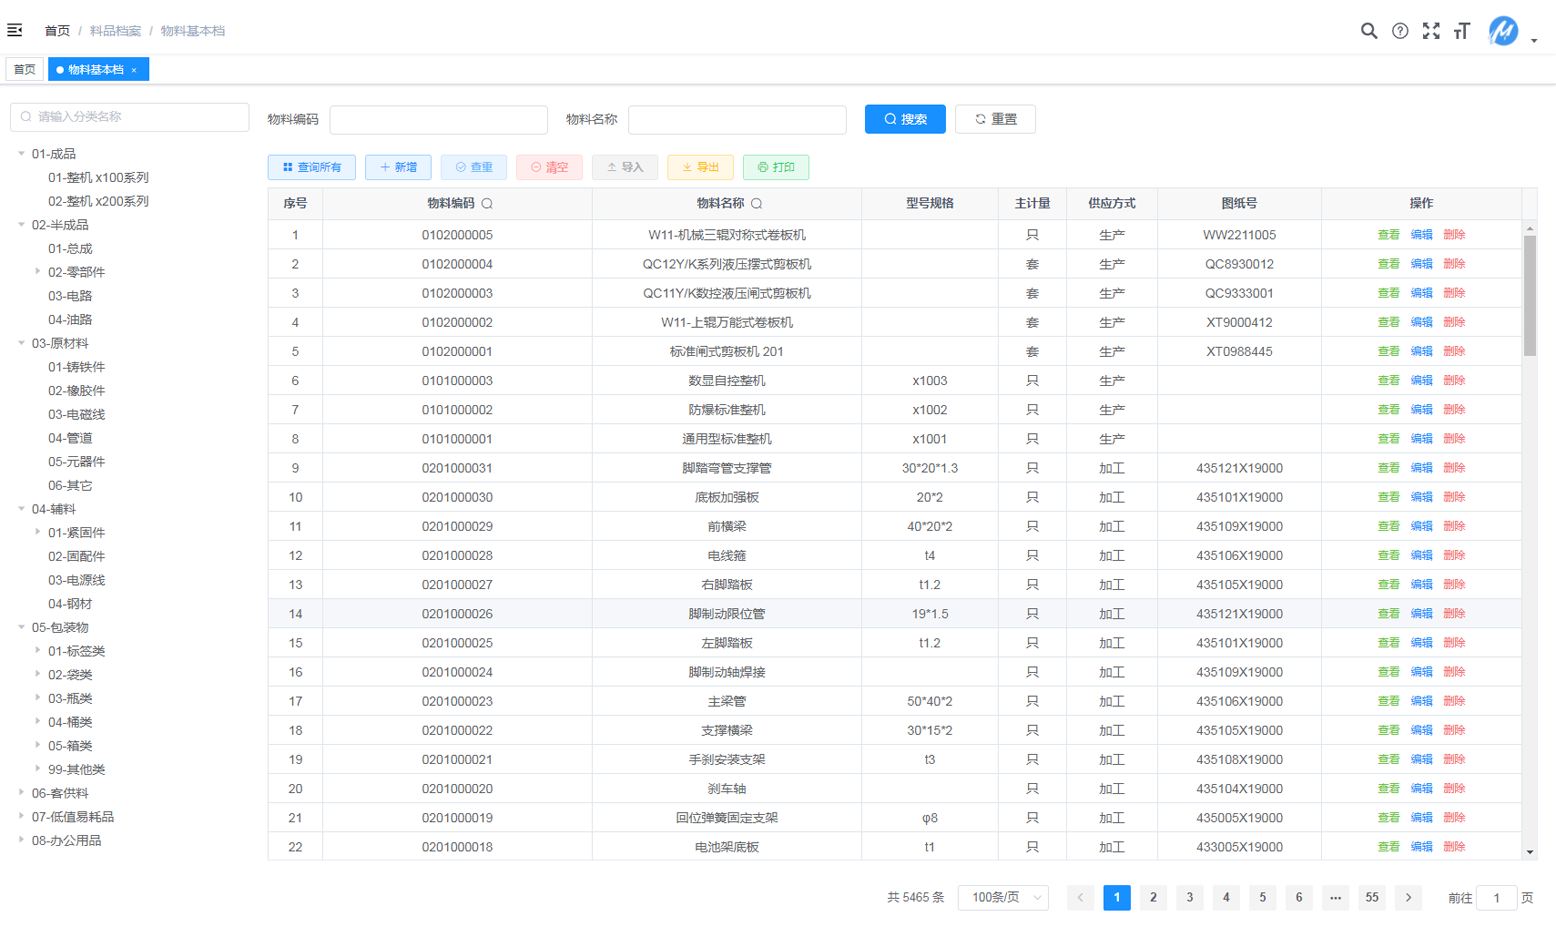 首页 / 料品档案 / 物料基本档
首页 物料基本档 ×
请输入分类名称
01-成品
01-整机 x100系列
02-整机 x200系列
02-半成品
01-总成
02-零部件
03-电路
04-油路
03-原材料
01-铸铁件
02-橡胶件
03-电磁线
04-管道
05-元器件
06-其它
04-辅料
01-紧固件
02-固配件
03-电源线
04-钢材
05-包装物
01-标签类
02-袋类
03-瓶类
04-桶类
05-箱类
99-其他类
06-客供料
07-低值易耗品
08-办公用品
物料编码 物料名称 搜索 重置
查询所有 新增 查重 清空 导入 导出 打印
序号 物料编码 物料名称 型号规格 主计量 供应方式 图纸号 操作
1 0102000005 W11-机械三辊对称式卷板机 只 生产 WW2211005 查看 编辑 删除
2 0102000004 QC12Y/K系列液压摆式剪板机 套 生产 QC8930012 查看 编辑 删除
3 0102000003 QC11Y/K数控液压闸式剪板机 套 生产 QC9333001 查看 编辑 删除
4 0102000002 W11-上辊万能式卷板机 套 生产 XT9000412 查看 编辑 删除
5 0102000001 标准闸式剪板机 201 套 生产 XT0988445 查看 编辑 删除
6 0101000003 数显自控整机 x1003 只 生产 查看 编辑 删除
7 0101000002 防爆标准整机 x1002 只 生产 查看 编辑 删除
8 0101000001 通用型标准整机 x1001 只 生产 查看 编辑 删除
9 0201000031 脚踏弯管支撑管 30*20*1.3 只 加工 435121X19000 查看 编辑 删除
10 0201000030 底板加强板 20*2 只 加工 435101X19000 查看 编辑 删除
11 0201000029 前横梁 40*20*2 只 加工 435109X19000 查看 编辑 删除
12 0201000028 电线箍 t4 只 加工 435106X19000 查看 编辑 删除
13 0201000027 右脚踏板 t1.2 只 加工 435105X19000 查看 编辑 删除
14 0201000026 脚制动限位管 19*1.5 只 加工 435121X19000 查看 编辑 删除
15 0201000025 左脚踏板 t1.2 只 加工 435101X19000 查看 编辑 删除
16 0201000024 脚制动轴焊接 只 加工 435109X19000 查看 编辑 删除
17 0201000023 主梁管 50*40*2 只 加工 435106X19000 查看 编辑 删除
18 0201000022 支撑横梁 30*15*2 只 加工 435105X19000 查看 编辑 删除
19 0201000021 手刹安装支架 t3 只 加工 435108X19000 查看 编辑 删除
20 0201000020 刹车轴 只 加工 435104X19000 查看 编辑 删除
21 0201000019 回位弹簧固定支架 φ8 只 加工 435005X19000 查看 编辑 删除
22 0201000018 电池架底板 t1 只 加工 433005X19000 查看 编辑 删除
共 5465 条 100条/页 1 2 3 4 5 6 ••• 55 前往 1 页